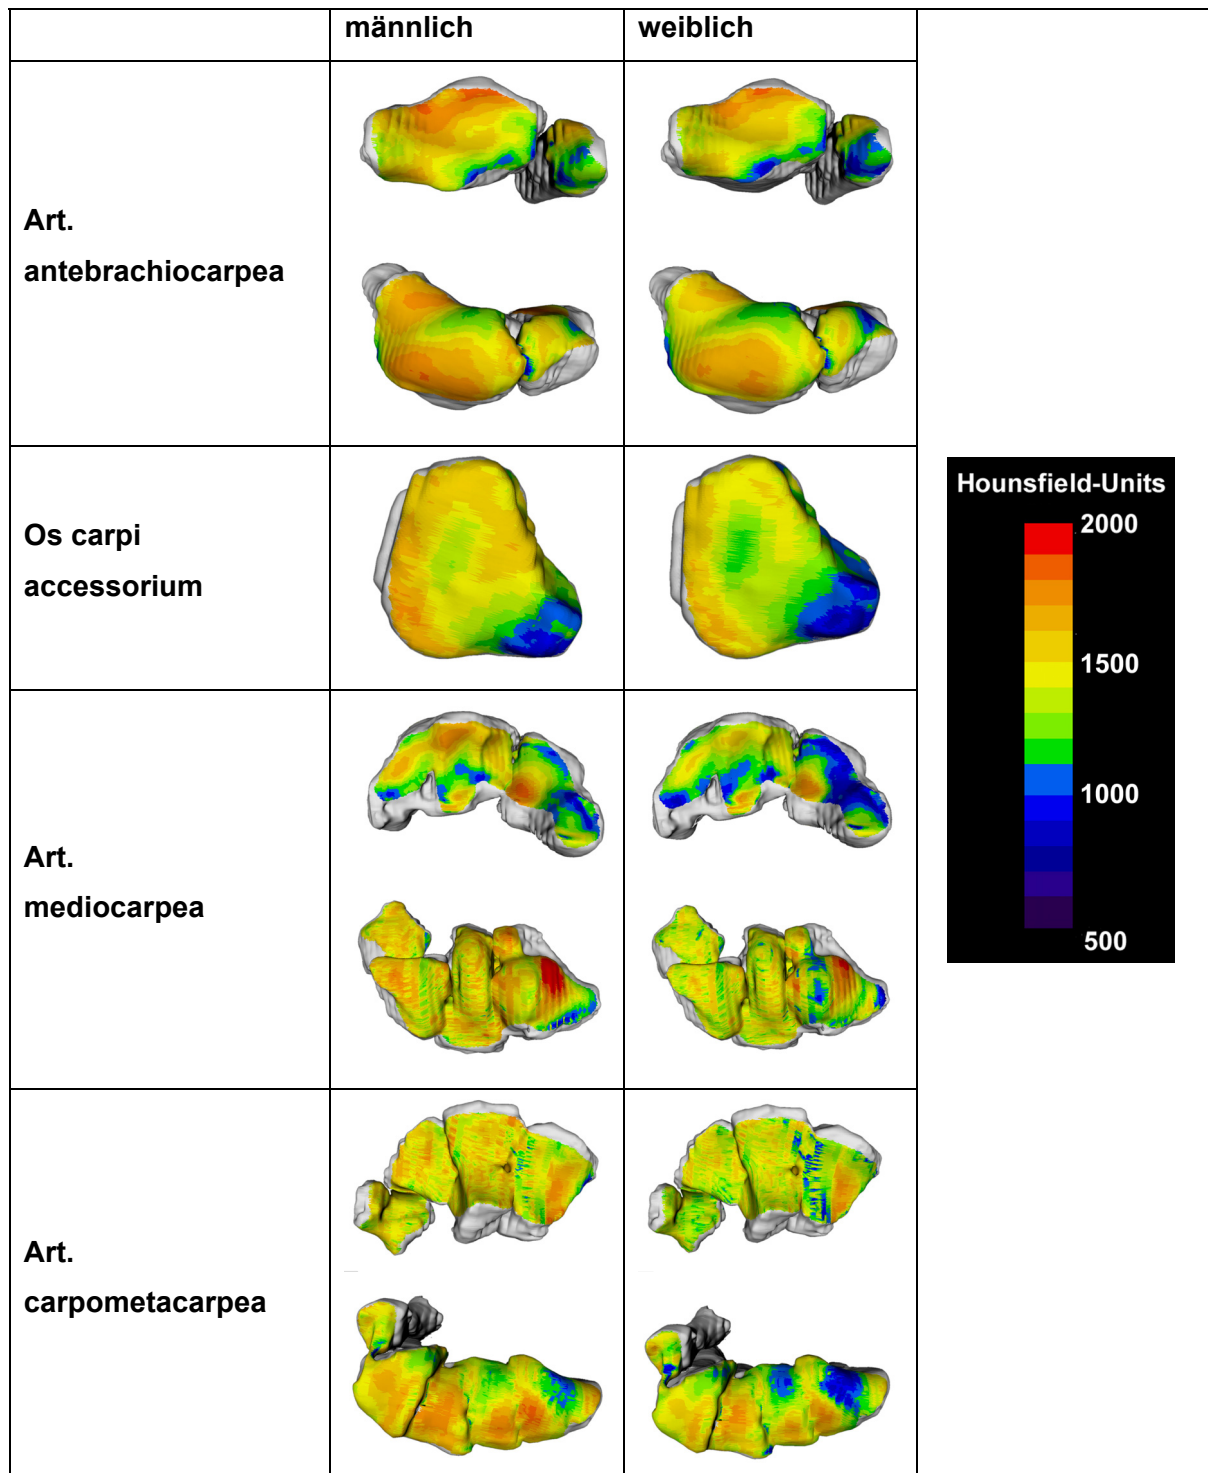 männlich
weiblich
Art.
antebrachiocarpea
Os carpi
accessorium
Art.
mediocarpea
Art.
carpometacarpea
Hounsfield-Units
2000
1500
1000
500